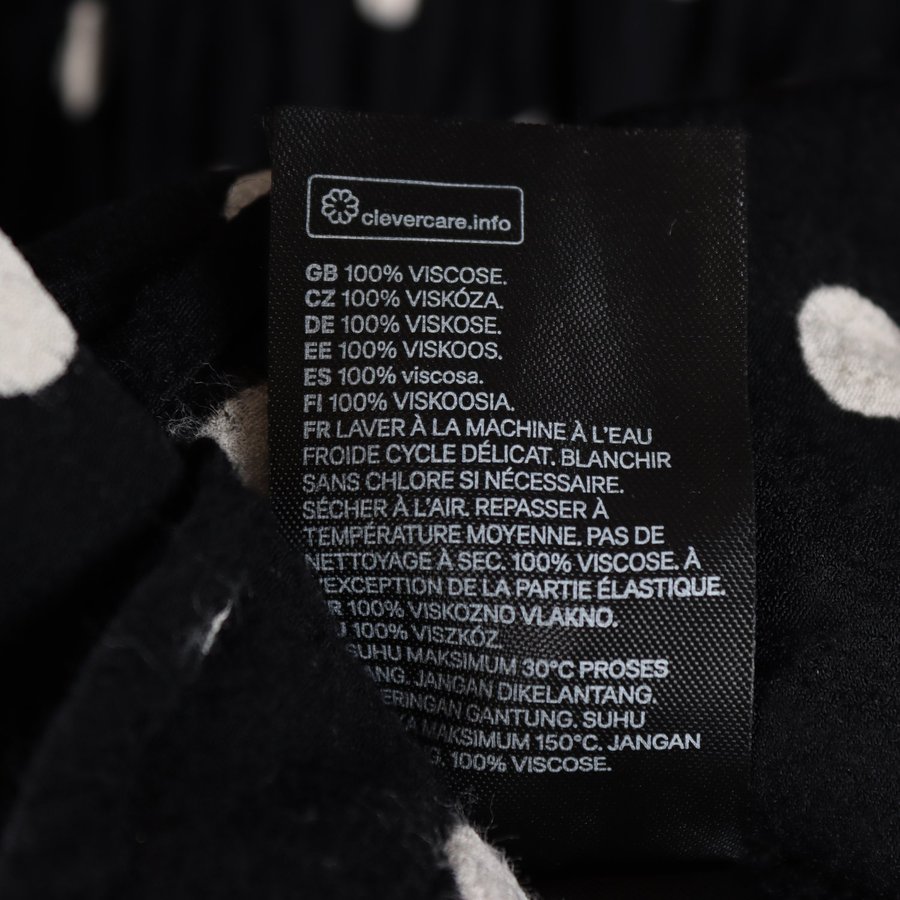 clevercare.info
GB 100% VISCOSE.
CZ 100% VISKÓZA.
DE 100% VISKOSE.
EE 100% VISKOOS.
ES 100% viscosa.
FI 100% VISKOOSIA.
FR LAVER À LA MACHINE À L'EAU
FROIDE CYCLE DÉLICAT. BLANCHIR
SANS CHLORE SI NÉCESSAIRE.
SÉCHER À L'AIR. REPASSER À
TEMPÉRATURE MOYENNE. PAS DE
NETTOYAGE À SEC. 100% VISCOSE. À
L'EXCEPTION DE LA PARTIE ÉLASTIQUE.
100% VISKOZNO VLAKNO.
100% VISZKÓZ.
SUHU MAKSIMUM 30°C PROSES
JANGAN DIKELANTANG.
GANTUNG. SUHU
MAKSIMUM 150°C. JANGAN
100% VISCOSE.